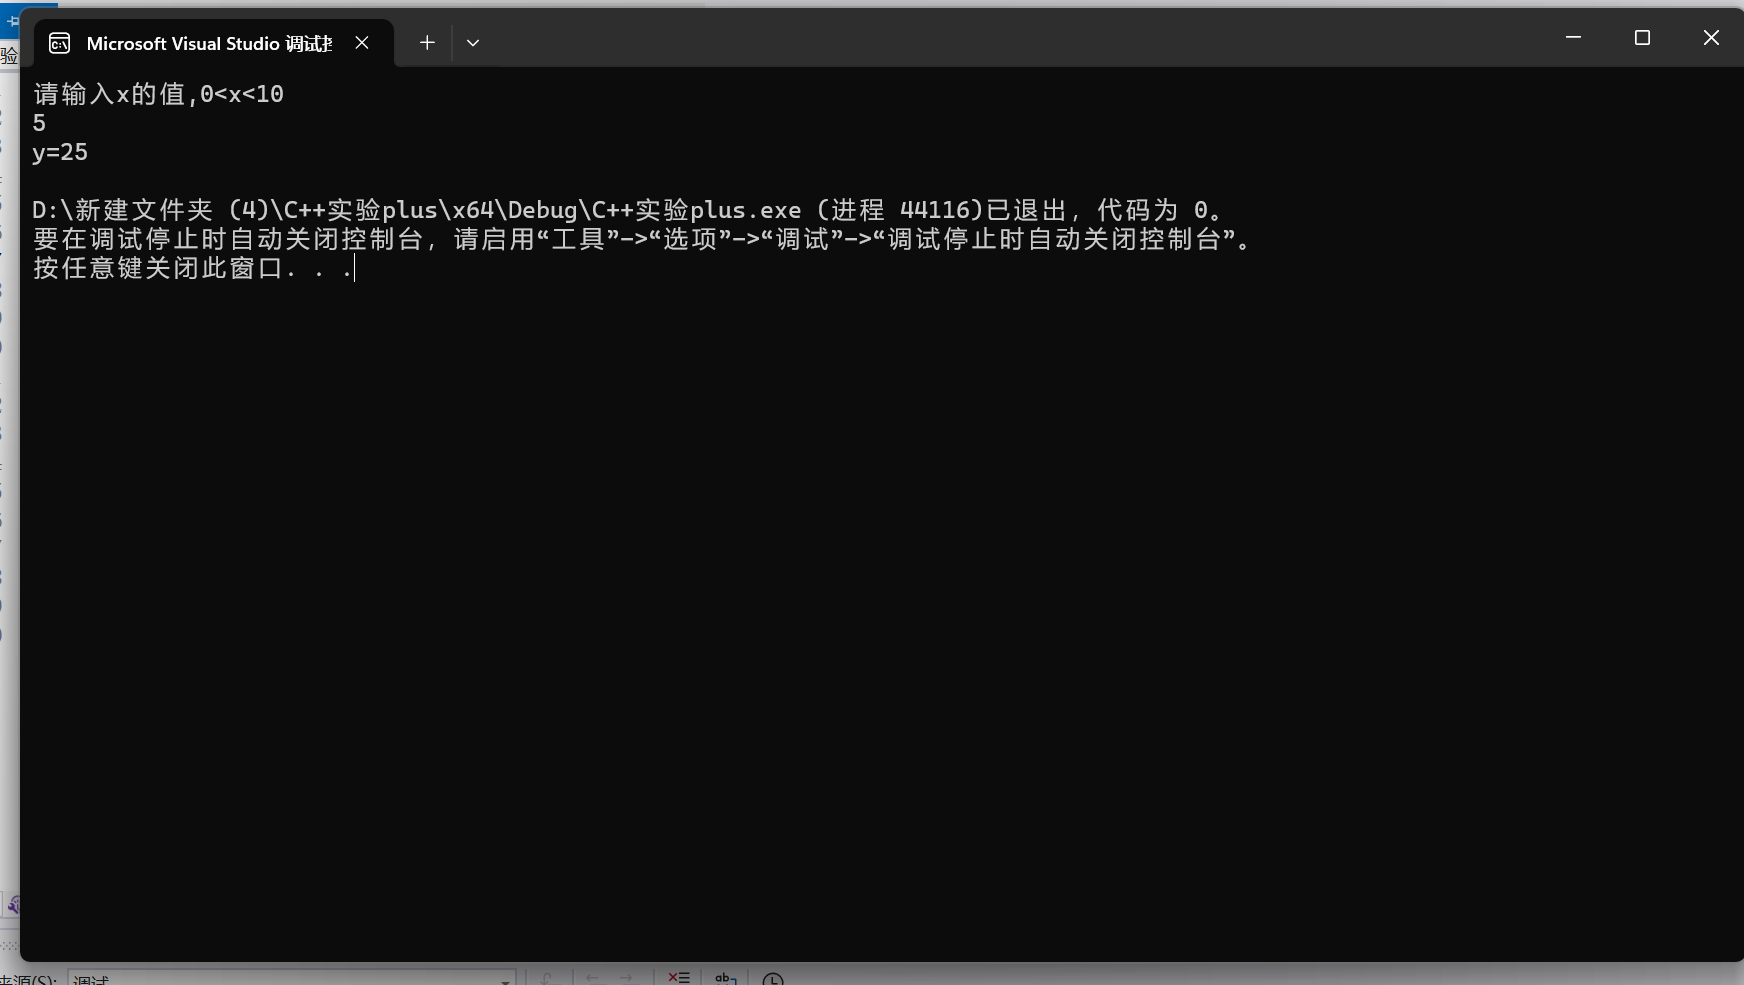 Microsoft Visual Studio 调试
请输入x的值,0<x<10
5
y=25
D:\新建文件夹 (4)\C++实验plus\x64\Debug\C++实验plus.exe (进程 44116)已退出，代码为 0。
要在调试停止时自动关闭控制台，请启用“工具”->“选项”->“调试”->“调试停止时自动关闭控制台”。
按任意键关闭此窗口. . .
来源(S): 调试